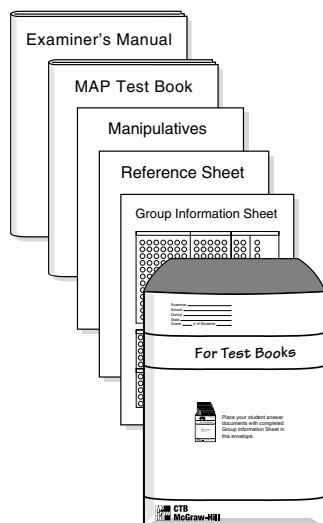 Examiner's Manual
MAP Test Book
Manipulatives
Reference Sheet
Group Information Sheet
Examiner
School
District
State
Grade # of Students
For Test Books
Place your student answer
documents with completed
Group Information Sheet in
this envelope.
CTB
McGraw-Hill